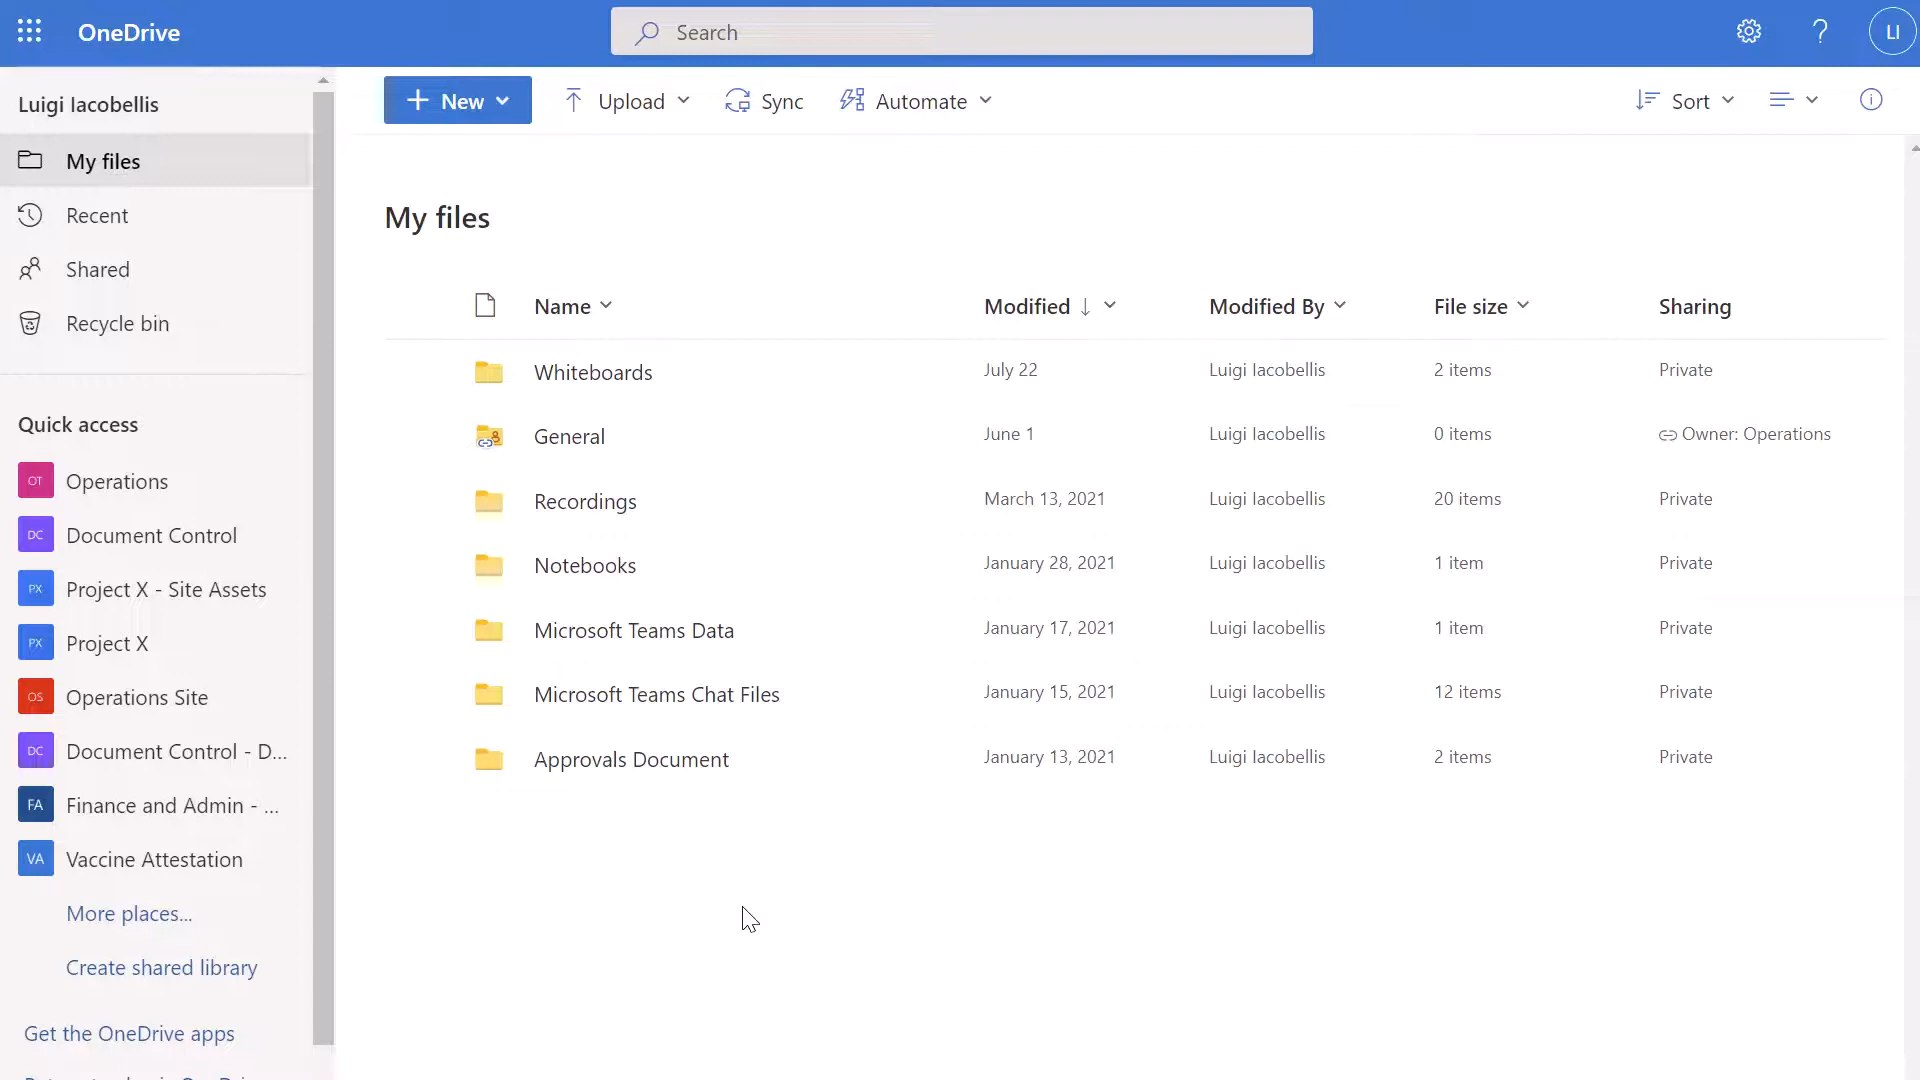 OneDrive
Search
LI
Luigi Iacobellis
My files
Recent
Shared
Recycle bin
Quick access
OT Operations
DC Document Control
PX Project X - Site Assets
PX Project X
OS Operations Site
DC Document Control - D...
FA Finance and Admin - ...
VA Vaccine Attestation
More places...
Create shared library
Get the OneDrive apps
New
Upload
Sync
Automate
Sort
My files
Name Modified Modified By File size Sharing
Whiteboards July 22 Luigi Iacobellis 2 items Private
General June 1 Luigi Iacobellis 0 items Owner: Operations
Recordings March 13, 2021 Luigi Iacobellis 20 items Private
Notebooks January 28, 2021 Luigi Iacobellis 1 item Private
Microsoft Teams Data January 17, 2021 Luigi Iacobellis 1 item Private
Microsoft Teams Chat Files January 15, 2021 Luigi Iacobellis 12 items Private
Approvals Document January 13, 2021 Luigi Iacobellis 2 items Private